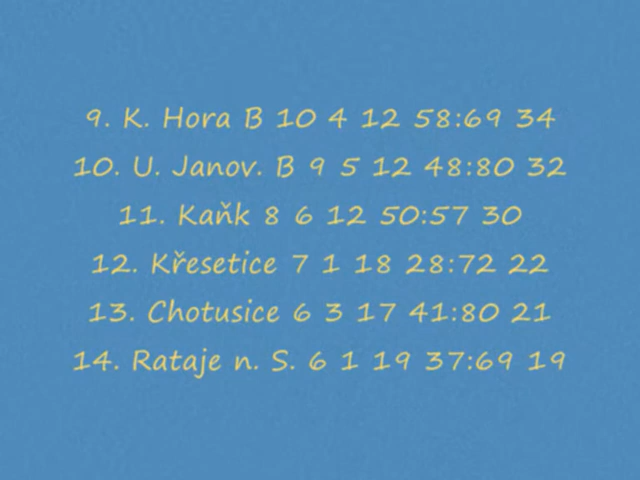 9. K. Hora B 10 4 12 58:69 34
10. U. Janov. B 9 5 12 48:80 32
11. Kaňk 8 6 12 50:57 30
12. Křesetice 7 1 18 28:72 22
13. Chotusice 6 3 17 41:80 21
14. Rataje n. S. 6 1 19 37:69 19